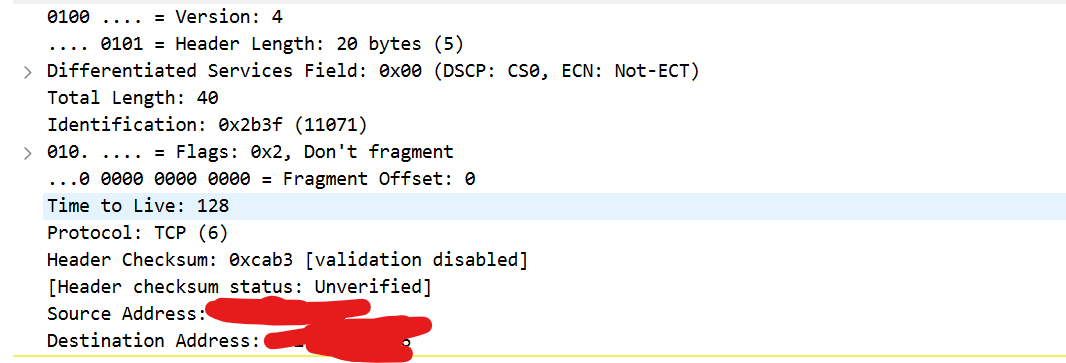 0100 .... = Version: 4
.... 0101 = Header Length: 20 bytes (5)
Differentiated Services Field: 0x00 (DSCP: CS0, ECN: Not-ECT)
Total Length: 40
Identification: 0x2b3f (11071)
010. .... = Flags: 0x2, Don't fragment
...0 0000 0000 0000 = Fragment Offset: 0
Time to Live: 128
Protocol: TCP (6)
Header Checksum: 0xcab3 [validation disabled]
[Header checksum status: Unverified]
Source Address:
Destination Address: